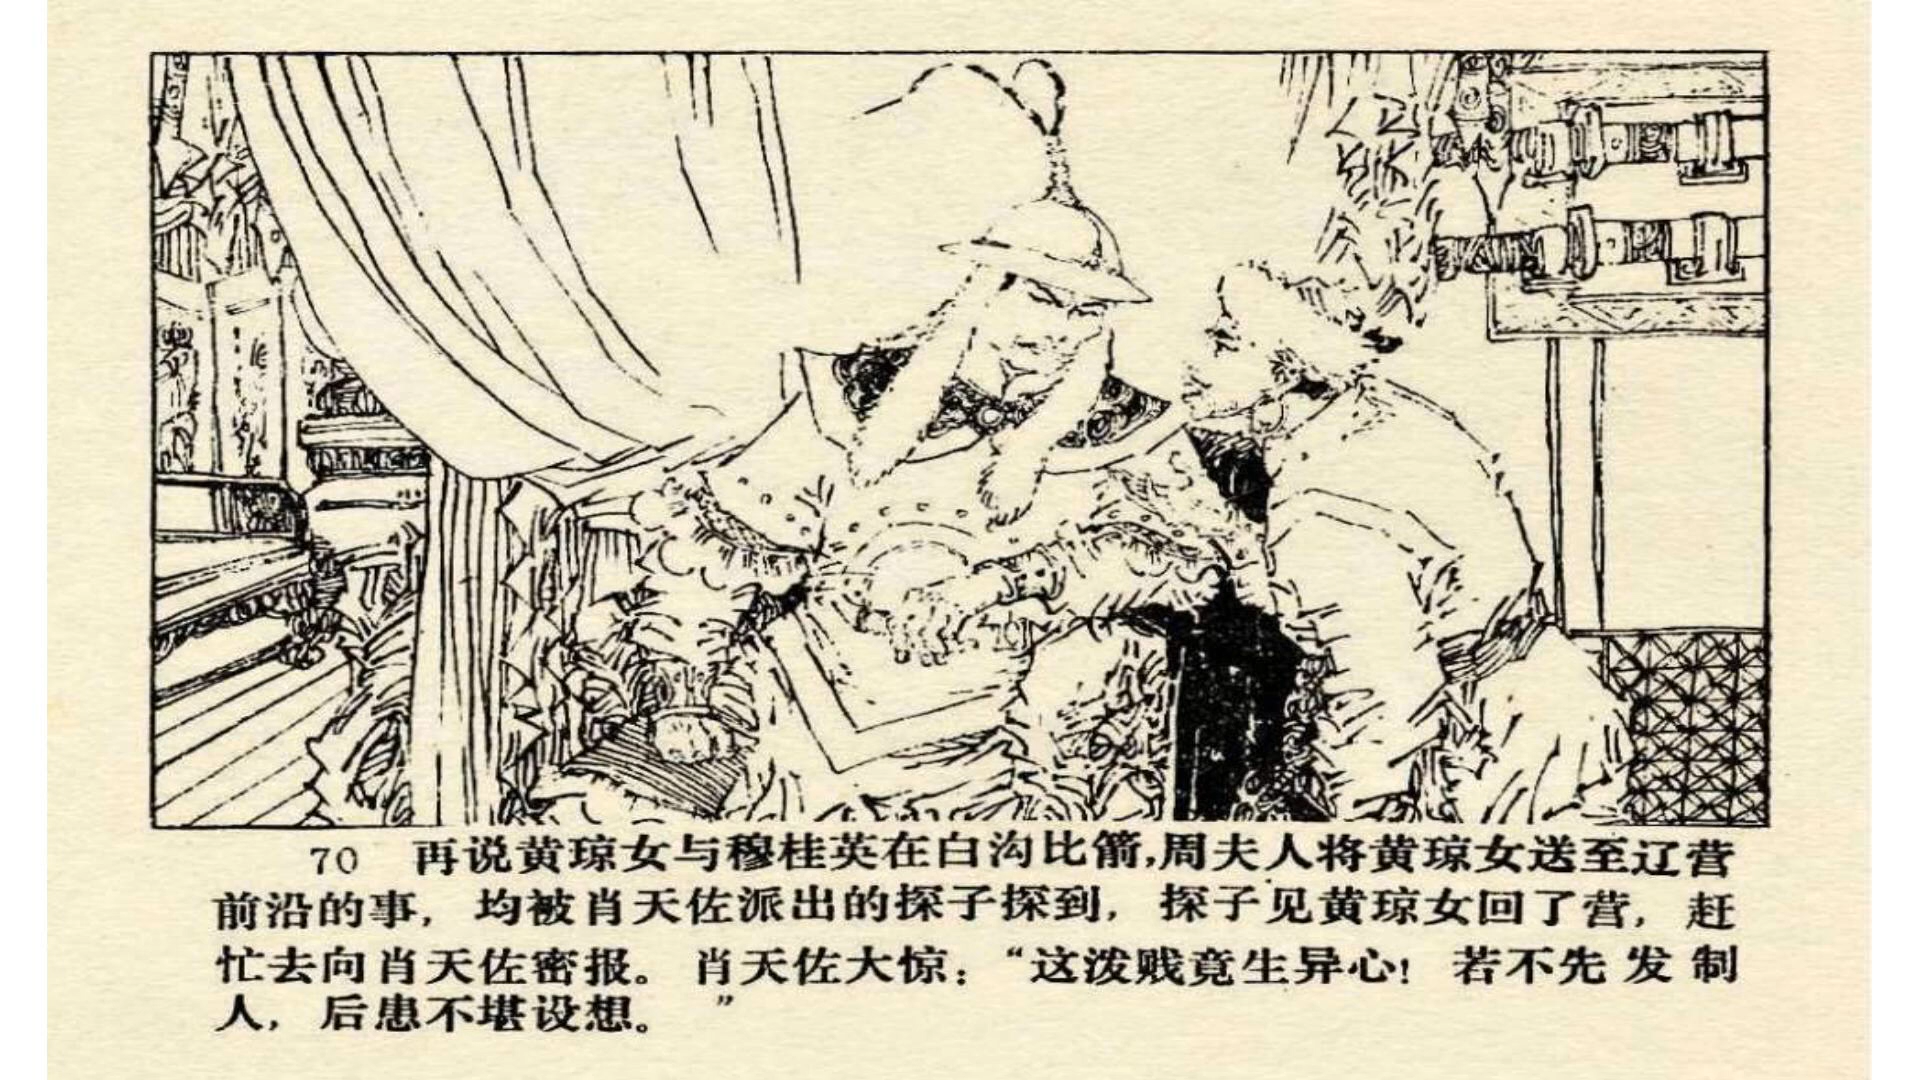 70 再说黄琼女与穆桂英在白沟比箭,周夫人将黄琼女送至辽营
前沿的事，均被肖天佐派出的探子探到，探子见黄琼女回了营，赶
忙去向肖天佐密报。肖天佐大惊：“这泼贱竟生异心！若不先发制
人，后患不堪设想。”